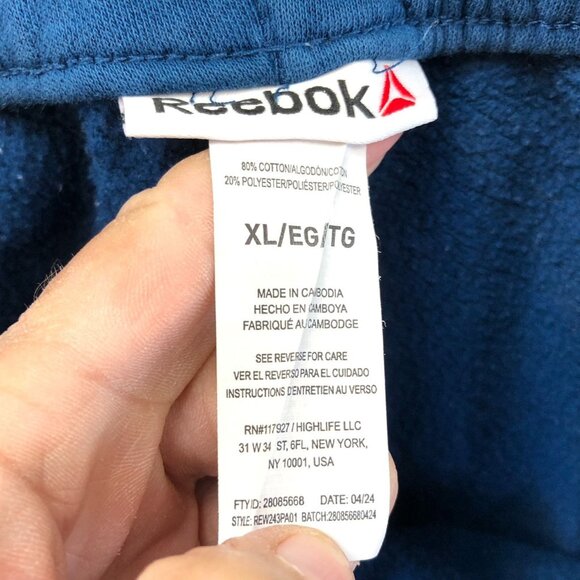 Reebok
80% COTTON/ALGODÓN/COTON
20% POLYESTER/POLIÉSTER/POLYESTER
XL/EG/TG
MADE IN CAMBODIA
HECHO EN CAMBOYA
FABRIQUÉ AU CAMBODGE
SEE REVERSE FOR CARE
VER EL REVERSO PARA EL CUIDADO
INSTRUCTIONS D'ENTRETIEN AU VERSO
RN#117927 / HIGHLIFE LLC
31 W 34 ST, 6FL, NEW YORK,
NY 10001, USA
FTY ID: 28085668 DATE: 04/24
STYLE: REW243PA01 BATCH:280856680424